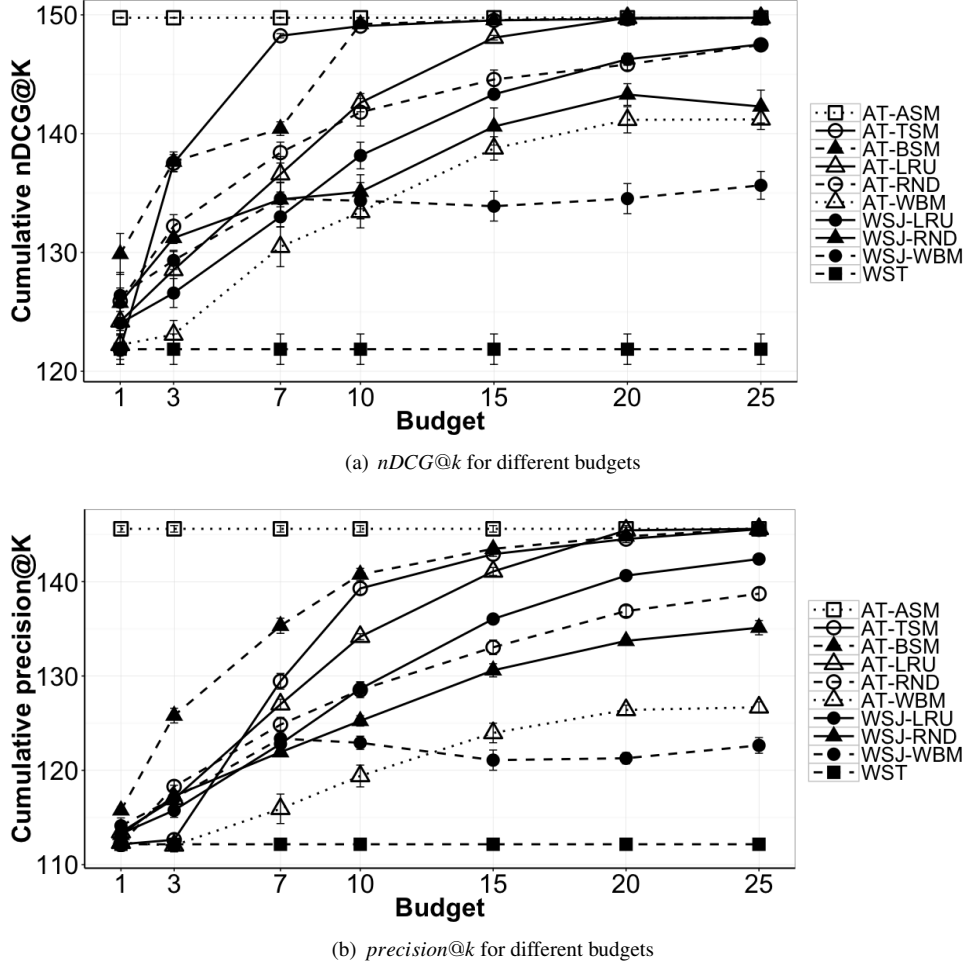 150
140
130
120
Cumulative nDCG@K
1 3 7 10 15 20 25
Budget
AT-ASM
AT-TSM
AT-BSM
AT-LRU
AT-RND
AT-WBM
WSJ-LRU
WSJ-RND
WSJ-WBM
WST
(a) nDCG@k for different budgets
140
130
120
110
Cumulative precision@K
1 3 7 10 15 20 25
Budget
AT-ASM
AT-TSM
AT-BSM
AT-LRU
AT-RND
AT-WBM
WSJ-LRU
WSJ-RND
WSJ-WBM
WST
(b) precision@k for different budgets